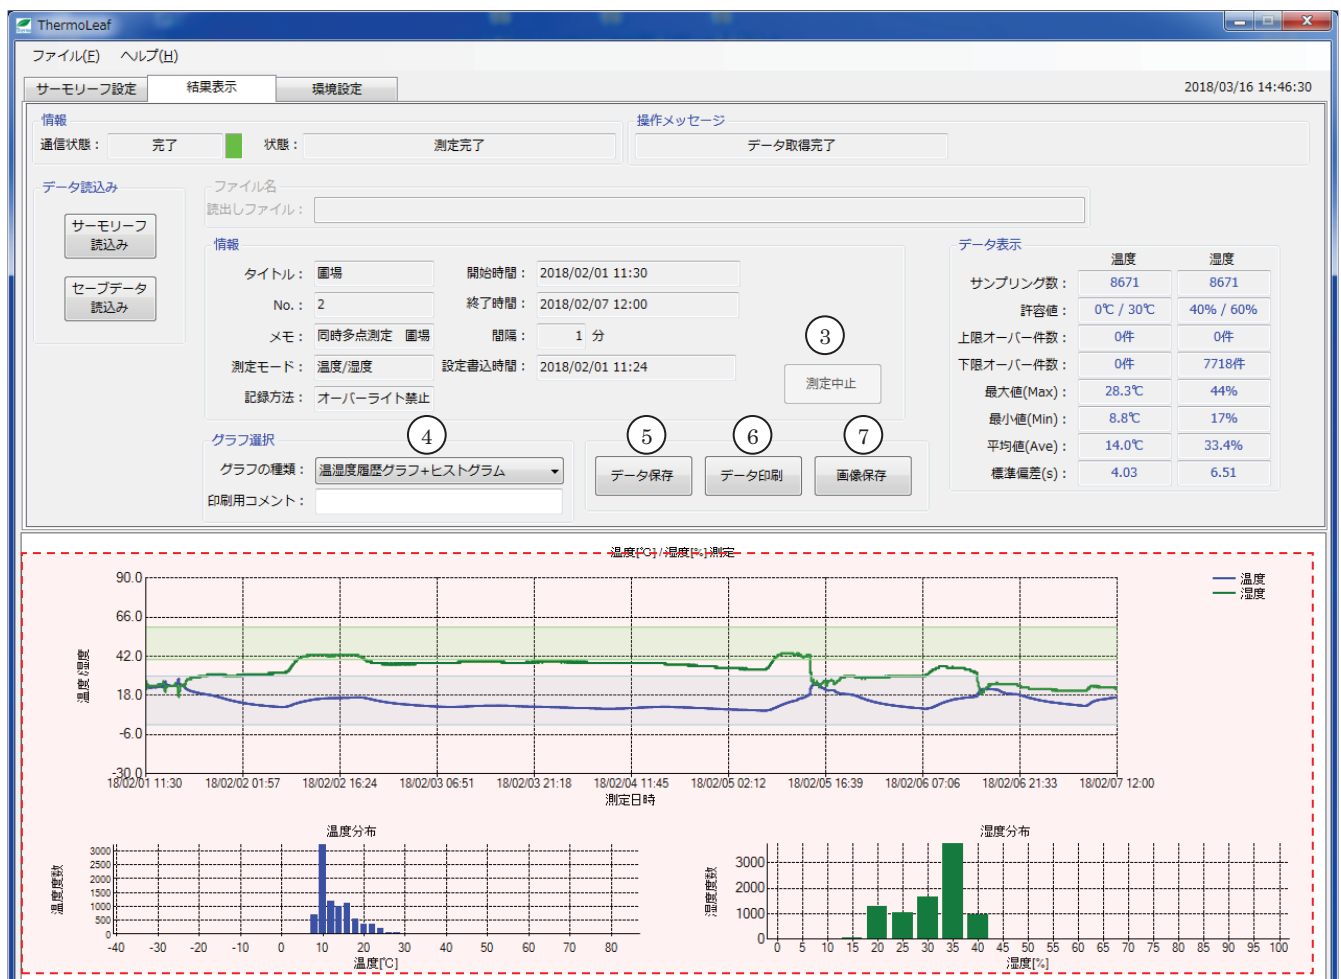 ThermoLeaf
ファイル(F) ヘルプ(H)
サーモリーフ設定 結果表示 環境設定 2018/03/16 14:46:30
情報
通信状態： 完了 状態： 測定完了
操作メッセージ
データ取得完了
データ読込み
サーモリーフ
読込み
セーブデータ
読込み
ファイル名
読出しファイル：
情報
タイトル： 圃場 開始時間： 2018/02/01 11:30
No.： 2 終了時間： 2018/02/07 12:00
メモ： 同時多点測定 圃場 間隔： 1 分
測定モード： 温度/湿度 設定書込時間： 2018/02/01 11:24
記録方法： オーバーライト禁止
③
測定中止
データ表示
温度 湿度
サンプリング数： 8671 8671
許容値： 0℃ / 30℃ 40% / 60%
上限オーバー件数： 0件 0件
下限オーバー件数： 0件 7718件
最大値(Max)： 28.3℃ 44%
最小値(Min)： 8.8℃ 17%
平均値(Ave)： 14.0℃ 33.4%
標準偏差(s)： 4.03 6.51
グラフ選択 ④
グラフの種類： 温湿度履歴グラフ+ヒストグラム
印刷用コメント：
⑤ ⑥ ⑦
データ保存 データ印刷 画像保存
温度[℃] /湿度[%]測定
温度
湿度
温度/湿度
90.0
66.0
42.0
18.0
-6.0
-30.0
18/02/01 11:30 18/02/02 01:57 18/02/02 16:24 18/02/03 06:51 18/02/03 21:18 18/02/04 11:45 18/02/05 02:12 18/02/05 16:39 18/02/06 07:06 18/02/06 21:33 18/02/07 12:00
測定日時
温度分布
温度度数
3000
2500
2000
1500
1000
500
0
-40 -30 -20 -10 0 10 20 30 40 50 60 70 80
温度[℃]
湿度分布
湿度度数
3000
2000
1000
0
0 5 10 15 20 25 30 35 40 45 50 55 60 65 70 75 80 85 90 95 100
湿度[%]